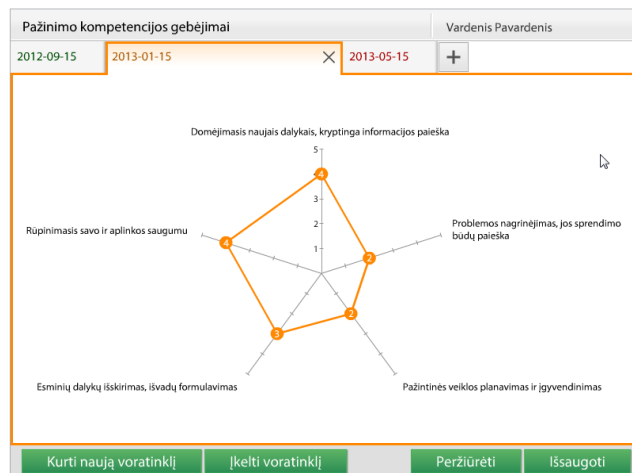 Pažinimo kompetencijos gebėjimai
Vardenis Pavardenis
2012-09-15
2013-01-15
2013-05-15
Domėjimasis naujais dalykais, kryptinga informacijos paieška
5
4
4
3
2
1
Rūpinimasis savo ir aplinkos saugumu
4
Problemos nagrinėjimas, jos sprendimo
būdų paieška
2
2
3
Esminių dalykų išskirimas, išvadų formulavimas
Pažintinės veiklos planavimas ir įgyvendinimas
Kurti naują voratinklį
Įkelti voratinklį
Peržiūrėti
Išsaugoti